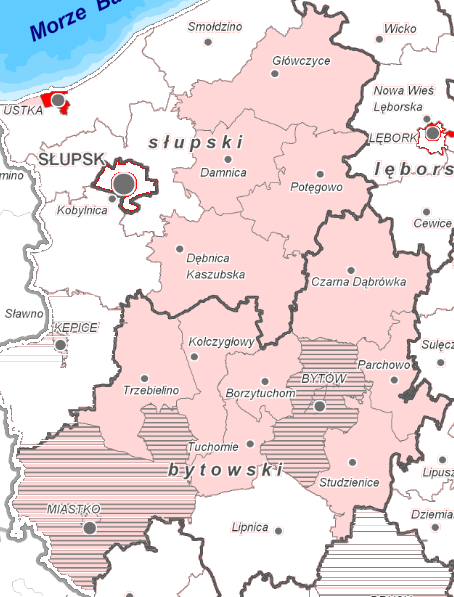 Morze Ba
Smołdzino
Wicko
Główczyce
Nowa Wieś
Lęborska
USTKA
LĘBORK
słupski
SŁUPSK
lębors
mino
Damnica
Potęgowo
Kobylnica
Cewice
Dębnica
Kaszubska
Czarna Dąbrówka
Sławno
KĘPICE
Kołczygłowy
Sulęcz
Parchowo
BYTÓW
Trzebielino
Borzytuchom
Tuchomie
bytowski
Lipusz
Studzienice
MIASTKO
Lipnica
Dziemia